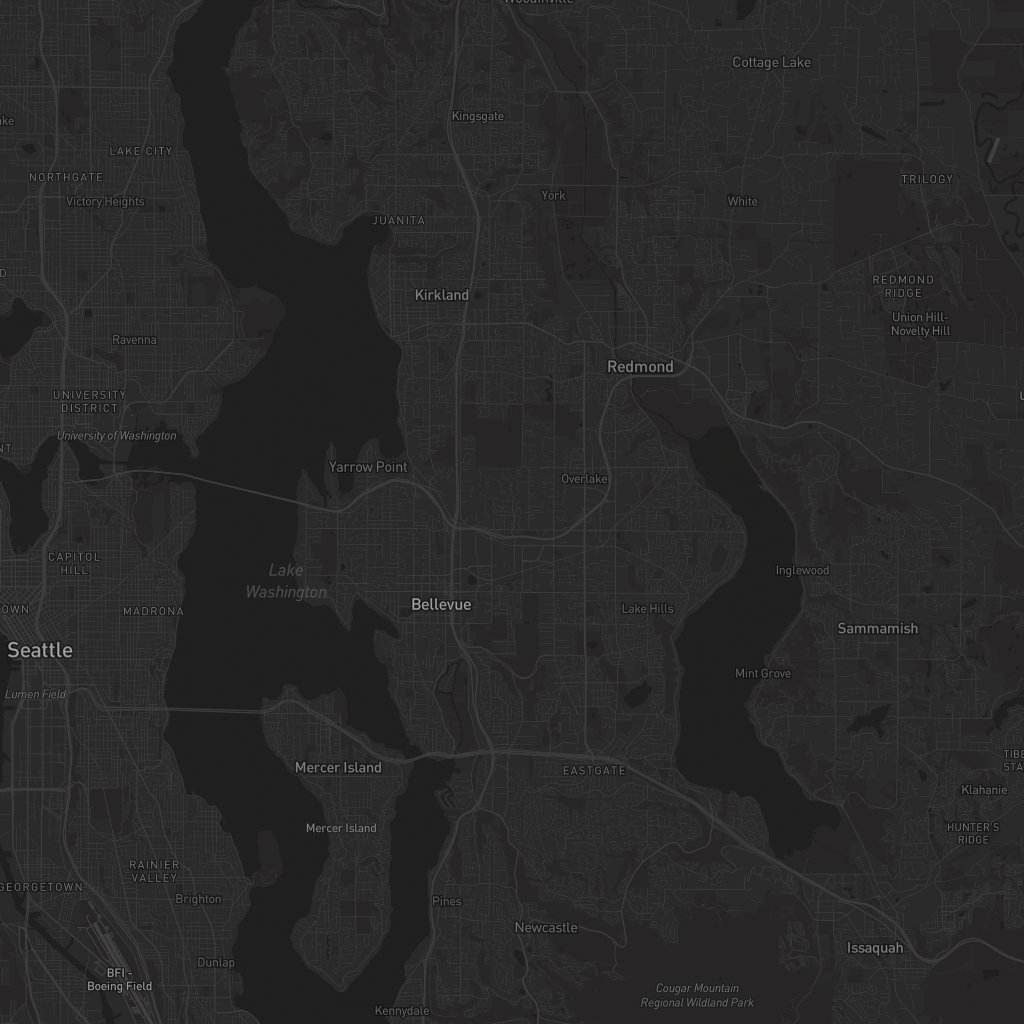 Woodinville
Cottage Lake
Kingsgate
LAKE CITY
NORTHGATE
TRILOGY
Victory Heights
York
White
JUANITA
REDMOND
RIDGE
Kirkland
Union Hill-
Novelty Hill
Ravenna
Redmond
UNIVERSITY
DISTRICT
University of Washington
Yarrow Point
Overlake
CAPITOL
HILL
Lake
Washington
Inglewood
OWN
MADRONA
Bellevue
Lake Hills
Sammamish
Seattle
Mint Grove
Lumen Field
Mercer Island
EASTGATE
TIBE
STA
Klahanie
Mercer Island
HUNTER'S
RIDGE
RAINIER
VALLEY
GEORGETOWN
Brighton
Pines
Newcastle
Issaquah
Dunlap
BFI -
Boeing Field
Cougar Mountain
Regional Wildland Park
Kennydale